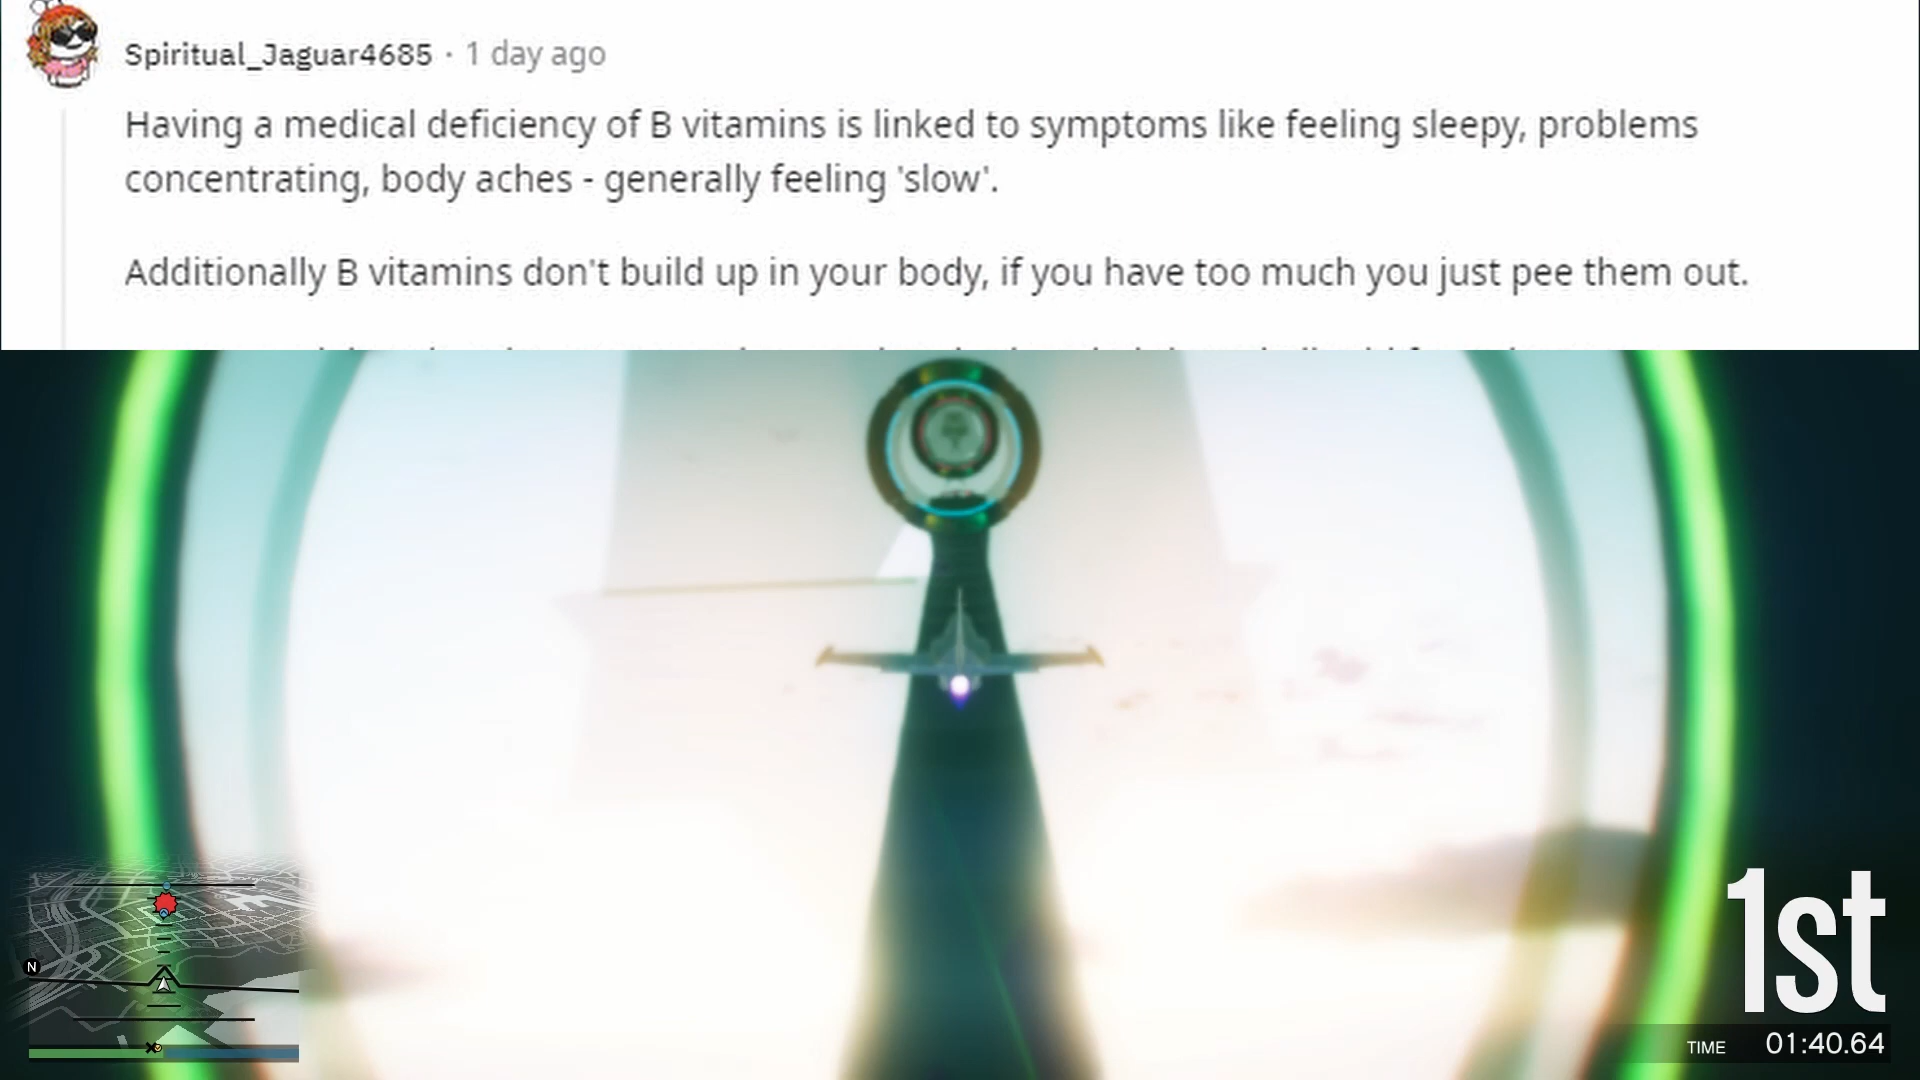 Spiritual_Jaguar4685 · 1 day ago
Having a medical deficiency of B vitamins is linked to symptoms like feeling sleepy, problems
concentrating, body aches - generally feeling 'slow'.
Additionally B vitamins don't build up in your body, if you have too much you just pee them out.
N
1st
TIME 01:40.64